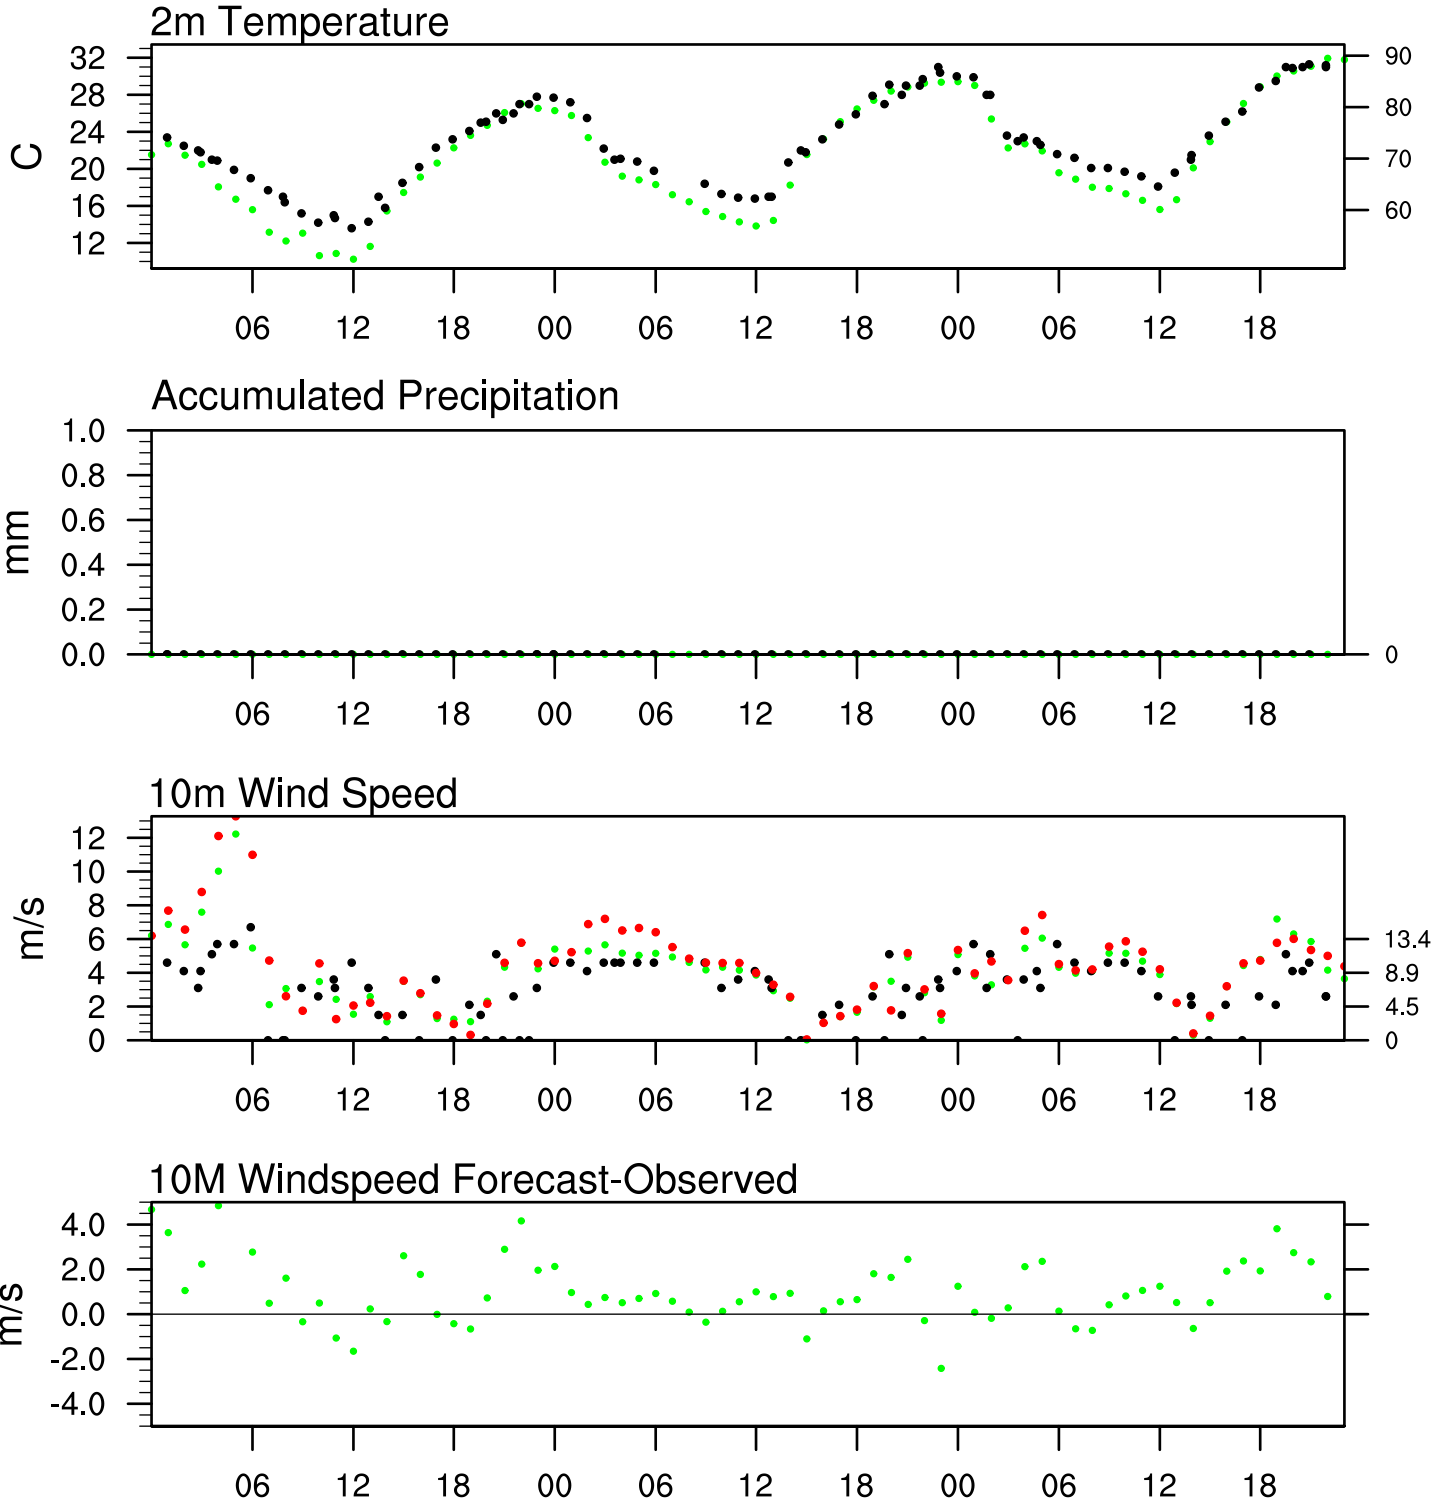 2m Temperature
32 90
28 80
24
20 70
16 60
12
C
06 12 18 00 06 12 18 00 06 12 18
Accumulated Precipitation
1.0
0.8
0.6
0.4
0.2
0.0 0
mm
06 12 18 00 06 12 18 00 06 12 18
10m Wind Speed
12
10
8
6 13.4
4 8.9
2 4.5
0 0
m/s
06 12 18 00 06 12 18 00 06 12 18
10M Windspeed Forecast-Observed
4.0
2.0
0.0
-2.0
-4.0
m/s
06 12 18 00 06 12 18 00 06 12 18